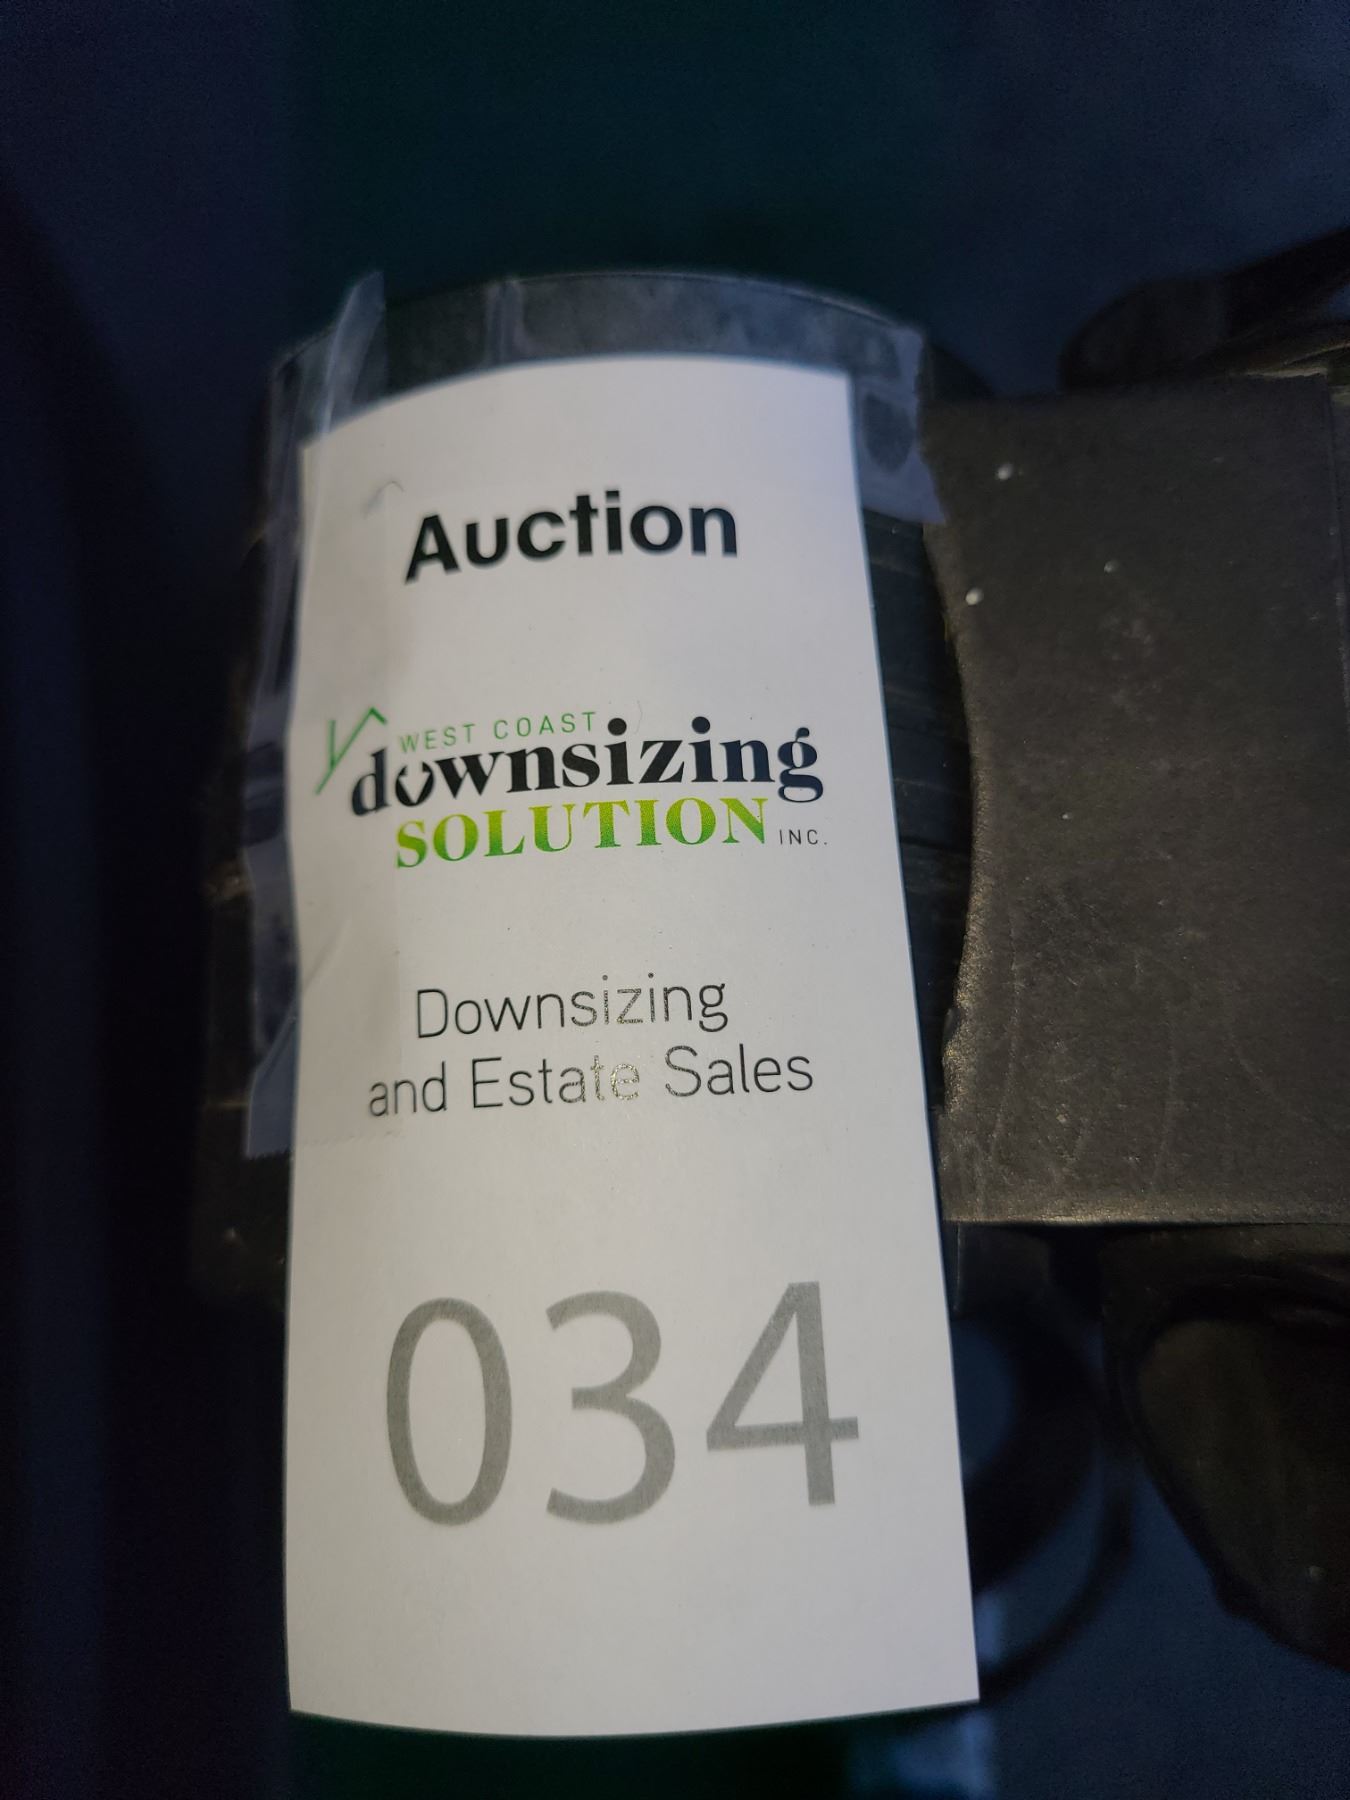 Auction
WEST COAST
downsizing
SOLUTION INC.
Downsizing
and Estate Sales
034